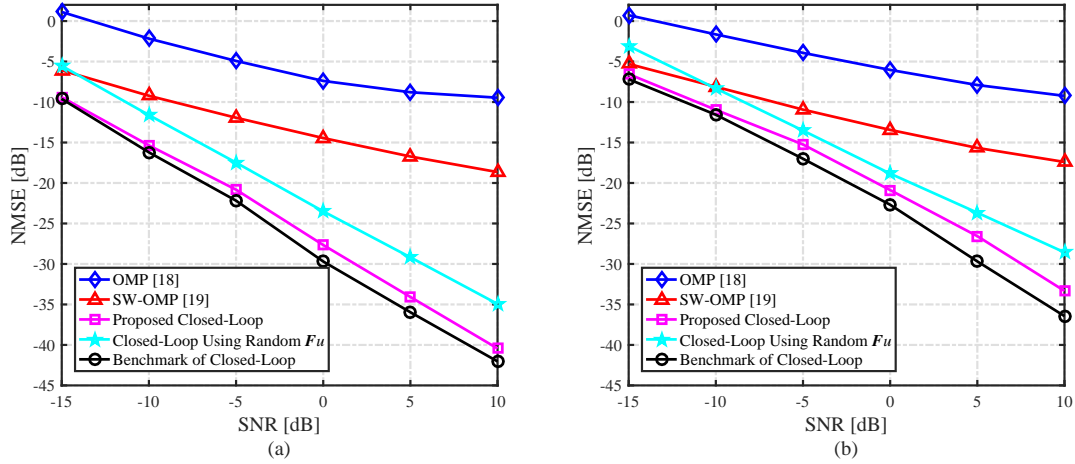 0
-5
-10
-15
-20
-25
-30
-35
-40
-45
NMSE [dB]
OMP [18]
SW-OMP [19]
Proposed Closed-Loop
Closed-Loop Using Random Fu
Benchmark of Closed-Loop
-15 -10 -5 0 5 10
SNR [dB]
(a)
0
-5
-10
-15
-20
-25
-30
-35
-40
-45
NMSE [dB]
OMP [18]
SW-OMP [19]
Proposed Closed-Loop
Closed-Loop Using Random Fu
Benchmark of Closed-Loop
-15 -10 -5 0 5 10
SNR [dB]
(b)